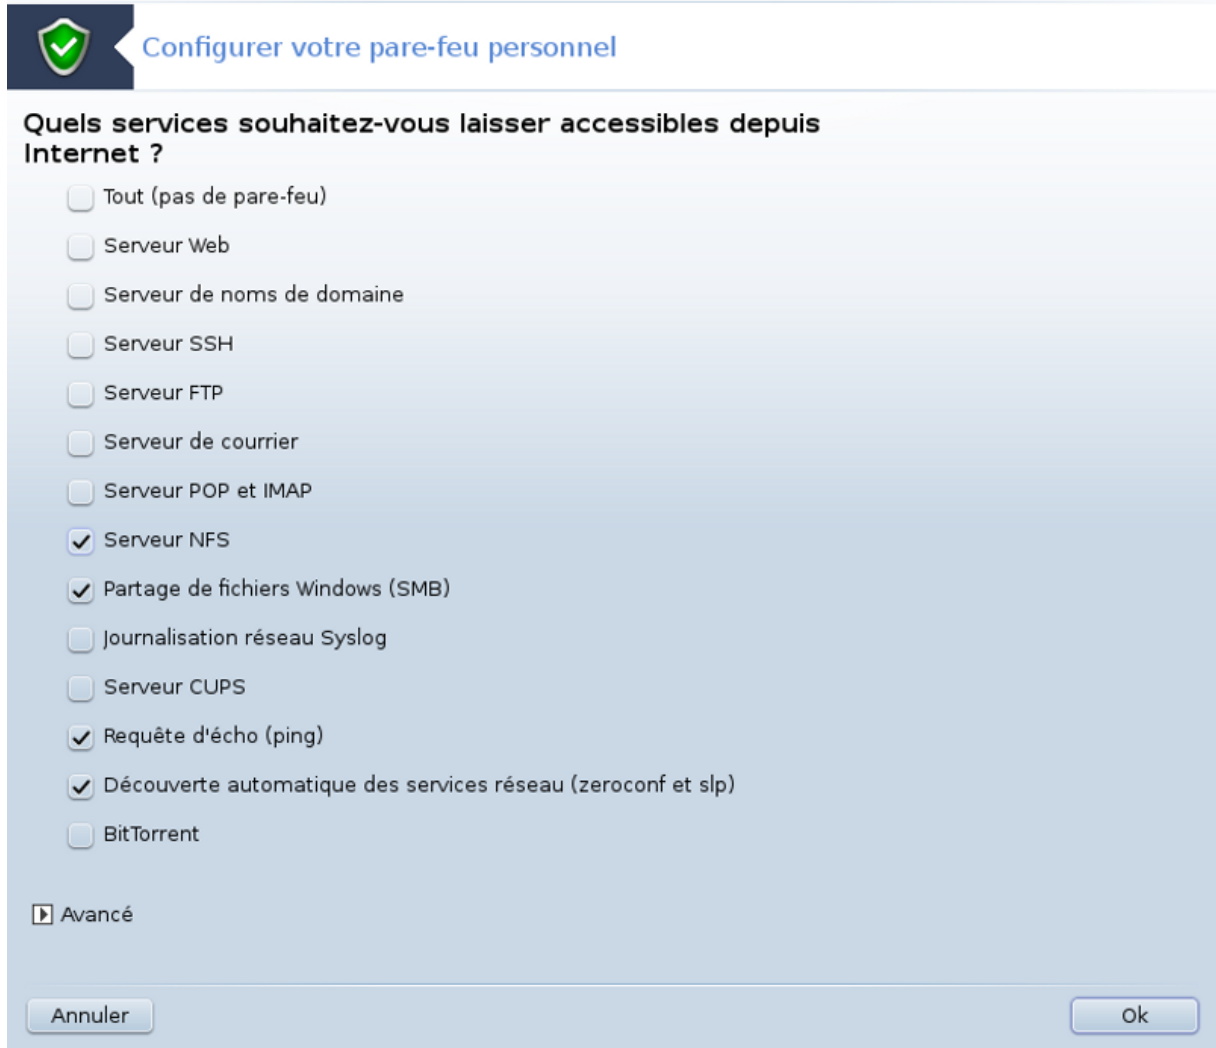 Configurer votre pare-feu personnel
Quels services souhaitez-vous laisser accessibles depuis
Internet ?
Tout (pas de pare-feu)
Serveur Web
Serveur de noms de domaine
Serveur SSH
Serveur FTP
Serveur de courrier
Serveur POP et IMAP
Serveur NFS
Partage de fichiers Windows (SMB)
Journalisation réseau Syslog
Serveur CUPS
Requête d'écho (ping)
Découverte automatique des services réseau (zeroconf et slp)
BitTorrent
Avancé
Annuler
Ok